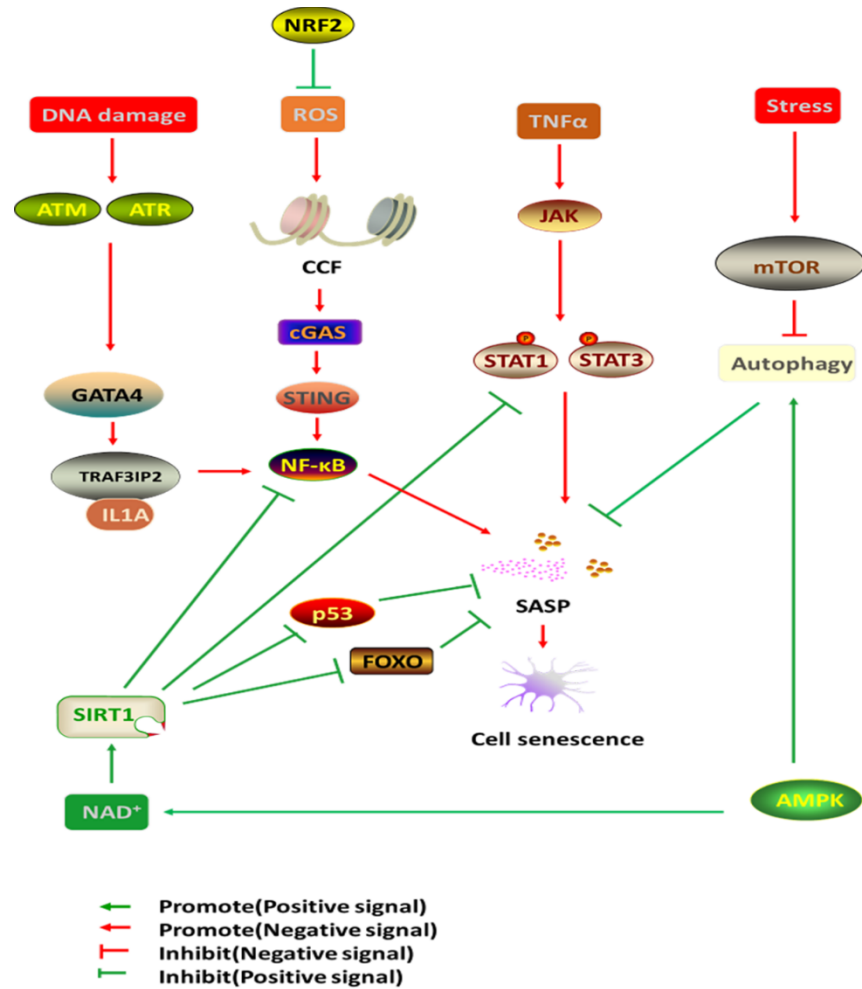 NRF2
DNA damage
ROS
TNFα
Stress
ATM
ATR
JAK
CCF
mTOR
cGAS
P
P
STAT1
STAT3
Autophagy
GATA4
STING
TRAF3IP2
NF-κB
IL1A
p53
SASP
FOXO
SIRT1
Cell senescence
NAD⁺
AMPK
Promote(Positive signal)
Promote(Negative signal)
Inhibit(Negative signal)
Inhibit(Positive signal)